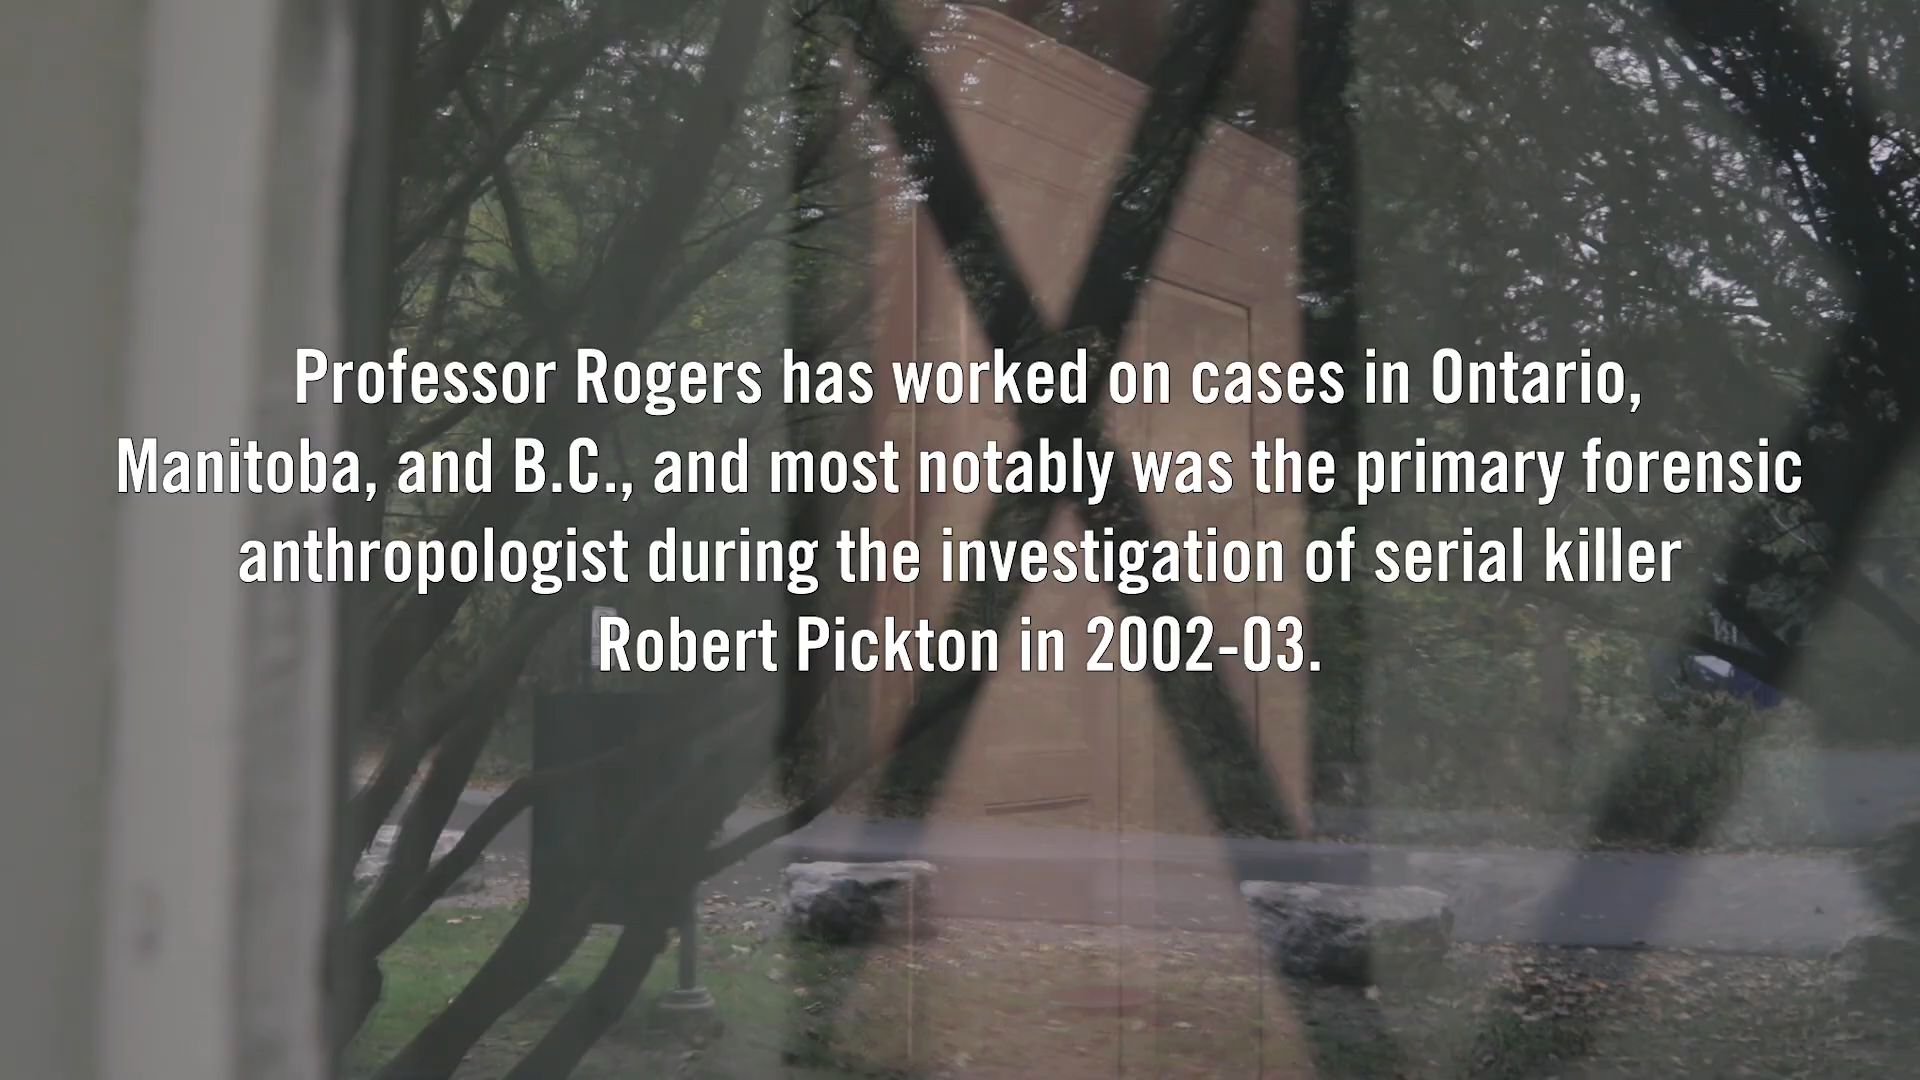 Professor Rogers has worked on cases in Ontario,
Manitoba, and B.C., and most notably was the primary forensic
anthropologist during the investigation of serial killer
Robert Pickton in 2002-03.